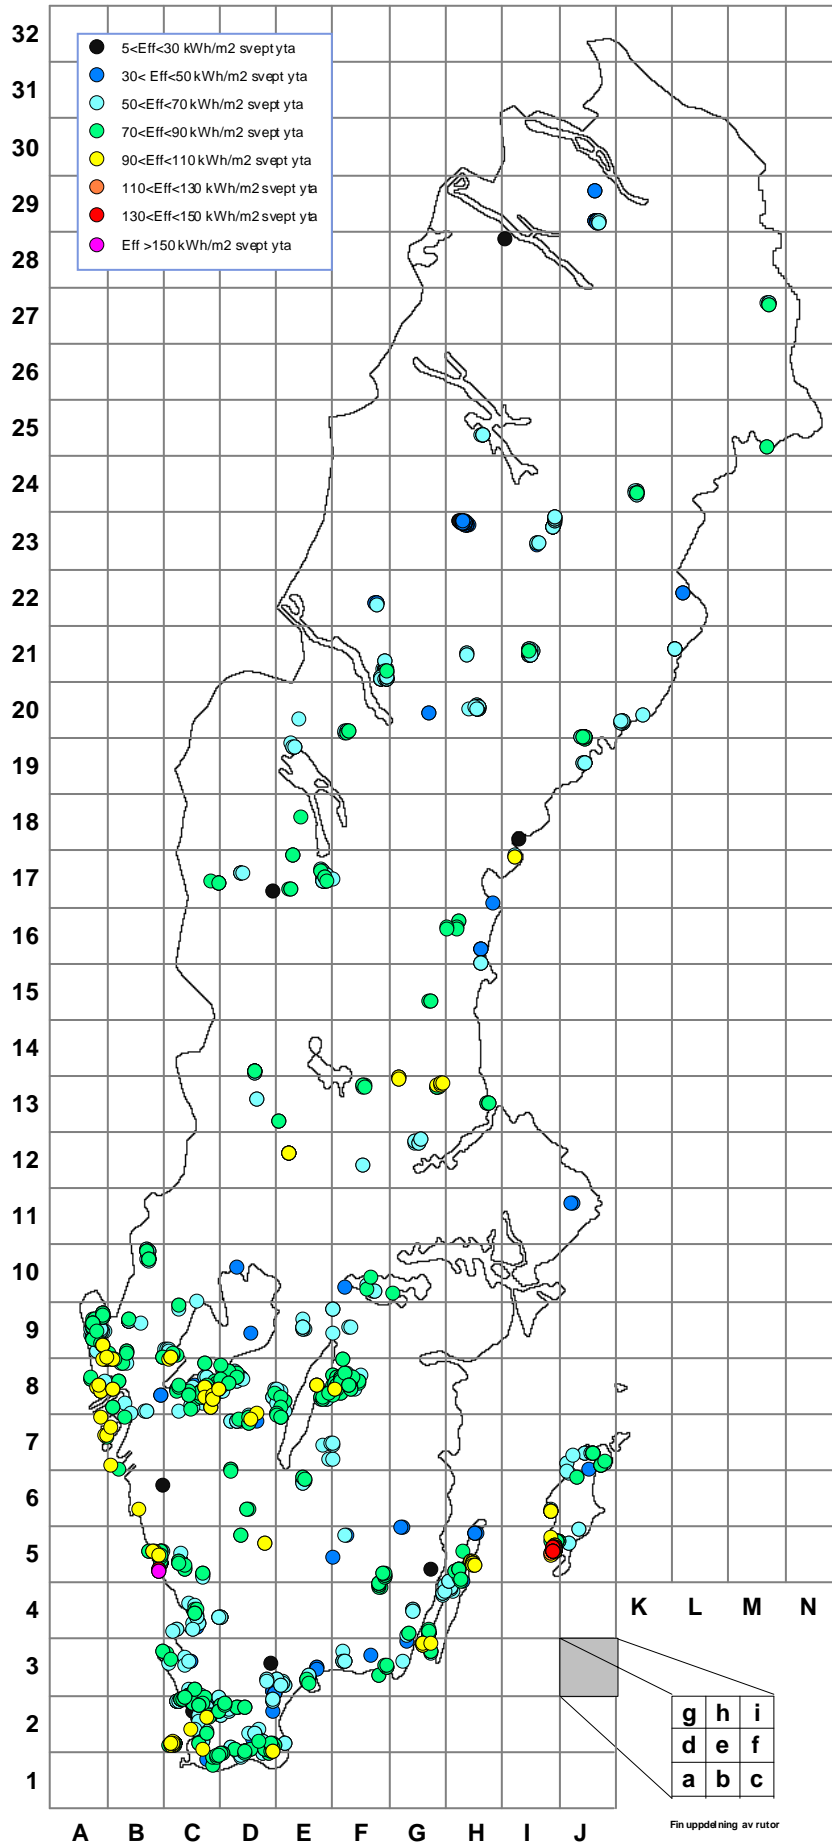 32
5<Eff<30 kWh/m2 svept yta
30< Eff<50 kWh/m2 svept yta
31
50<Eff<70 kWh/m2 svept yta
70<Eff<90 kWh/m2 svept yta
30
90<Eff<110 kWh/m2 svept yta
110<Eff<130 kWh/m2 svept yta
29
130<Eff<150 kWh/m2 svept yta
Eff >150 kWh/m2 svept yta
28
27
26
25
24
23
22
21
20
19
18
17
16
15
14
13
12
11
10
9
8
7
6
5
4
K L M N
3
2
g h i
d e f
a b c
1
Fin uppdelning av rutor
A B C D E F G H I J